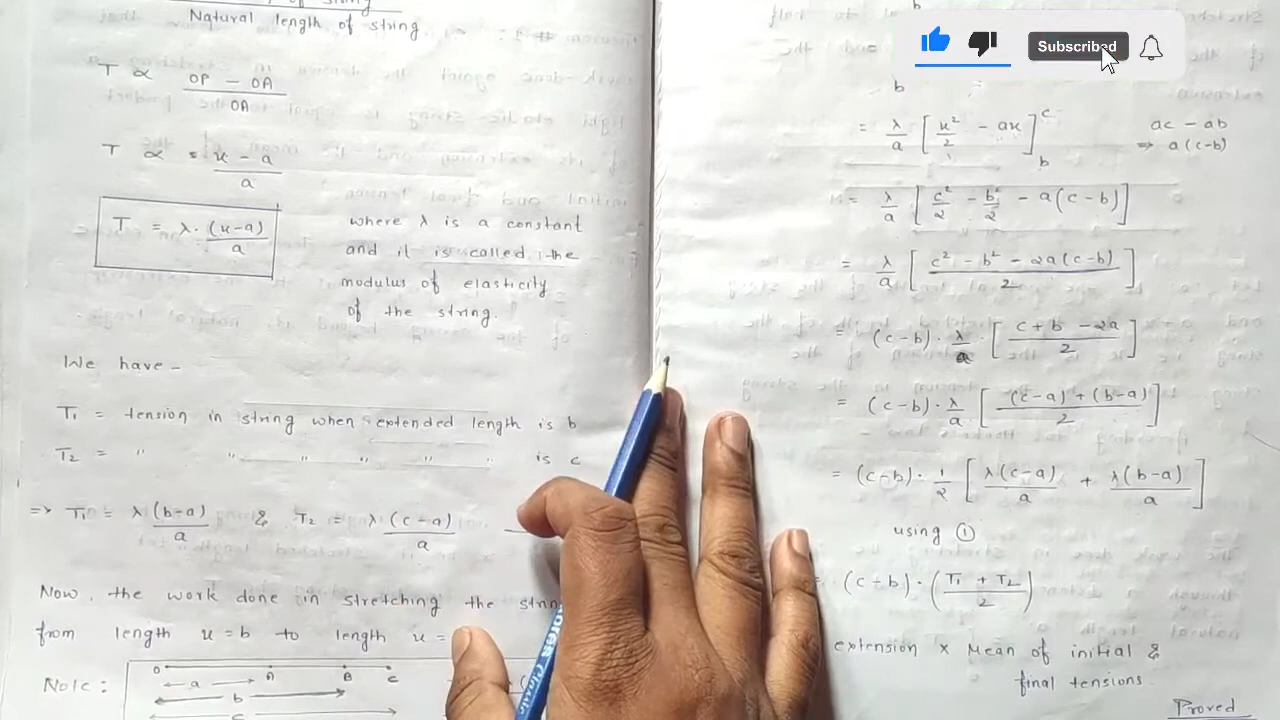 Natural length of string
T ∝ OP - OA / OA
T ∝ = x - a / a
T = λ. (x-a) / a
where λ is a constant
and it is called the
modulus of elasticity
of the string.
We have -
T₁ = tension in string when extended length is b
T₂ = " " " " " is c
=> T₁ = λ (b-a) / a & T₂ = λ (c-a) / a
Now, the work done in stretching the
from length x = b to length x =
Note:
O A B C
a
b
c
b
Subscribed
b
= λ/a [x²/2 - ax]
c
b
ac - ab
=> a(c-b)
= λ/a [c²/2 - b²/2 - a(c-b)]
= λ/a [c² - b² - 2a(c-b) / 2]
= (c-b) · λ/a · [c+b -2a / 2]
= (c-b) · λ/a [(c-a) + (b-a) / 2]
= (c-b) · 1/2 [λ(c-a)/a + λ(b-a)/a]
using ①
= (c-b) · (T₁ + T₂ / 2)
extension × Mean of initial &
final tensions.
Proved